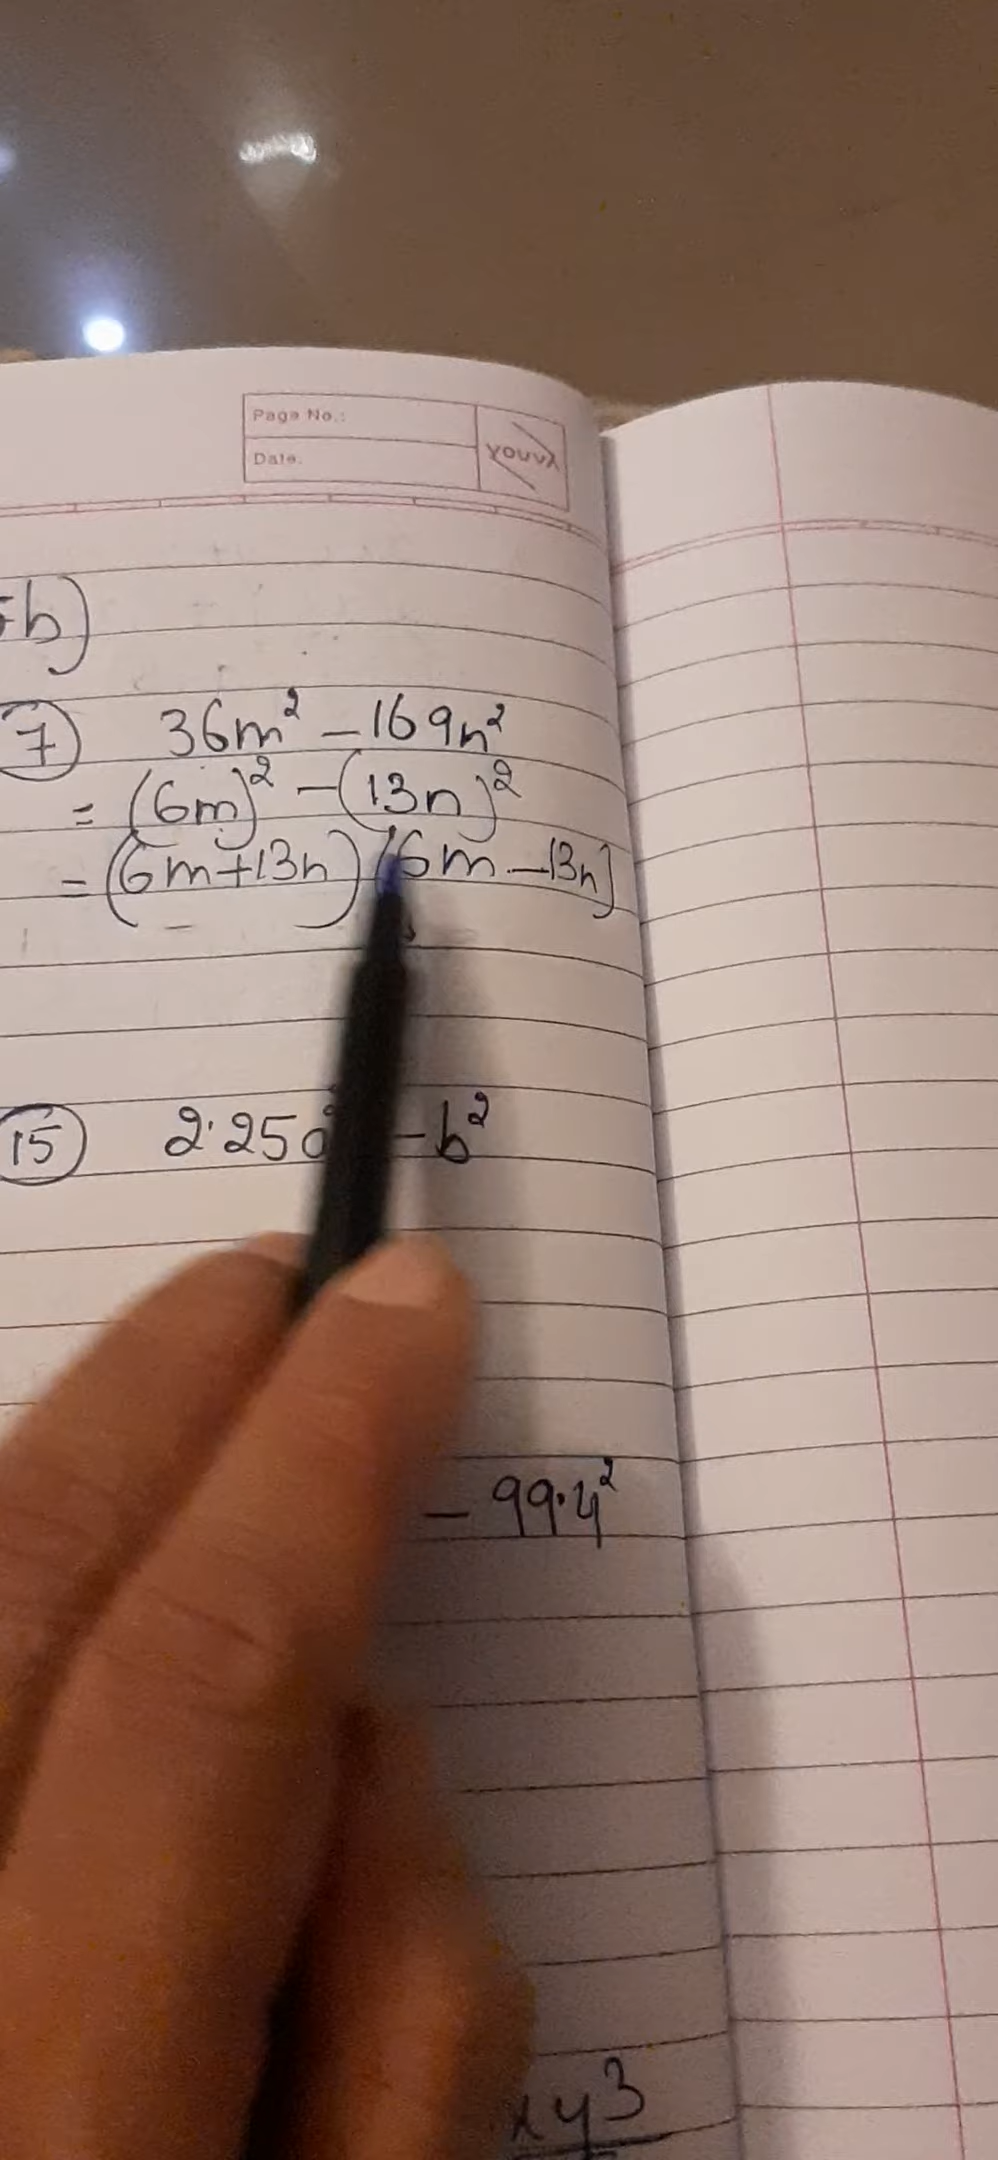 Page No.:
Date:
youva
-b)
7 36m² - 169n²
= (6m)² - (13n)²
= (6m+13n) (6m - 13n)
15 2.25a² - b²
- 99.4²
xy3